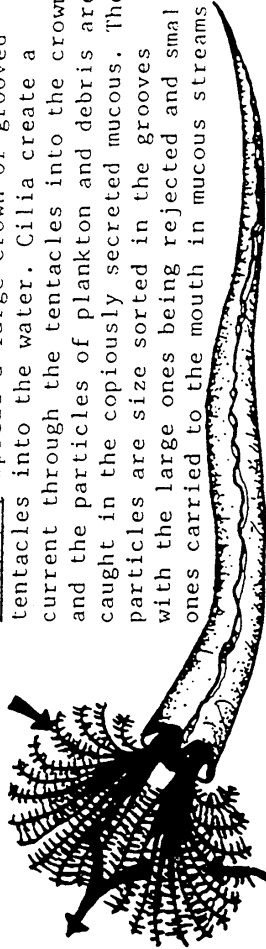 tentacles into the water. Cilia create a
current through the tentacles into the crown
and the particles of plankton and debris are
caught in the copiously secreted mucous. The
particles are size sorted in the grooves
with the large ones being rejected and smal
ones carried to the mouth in mucous streams